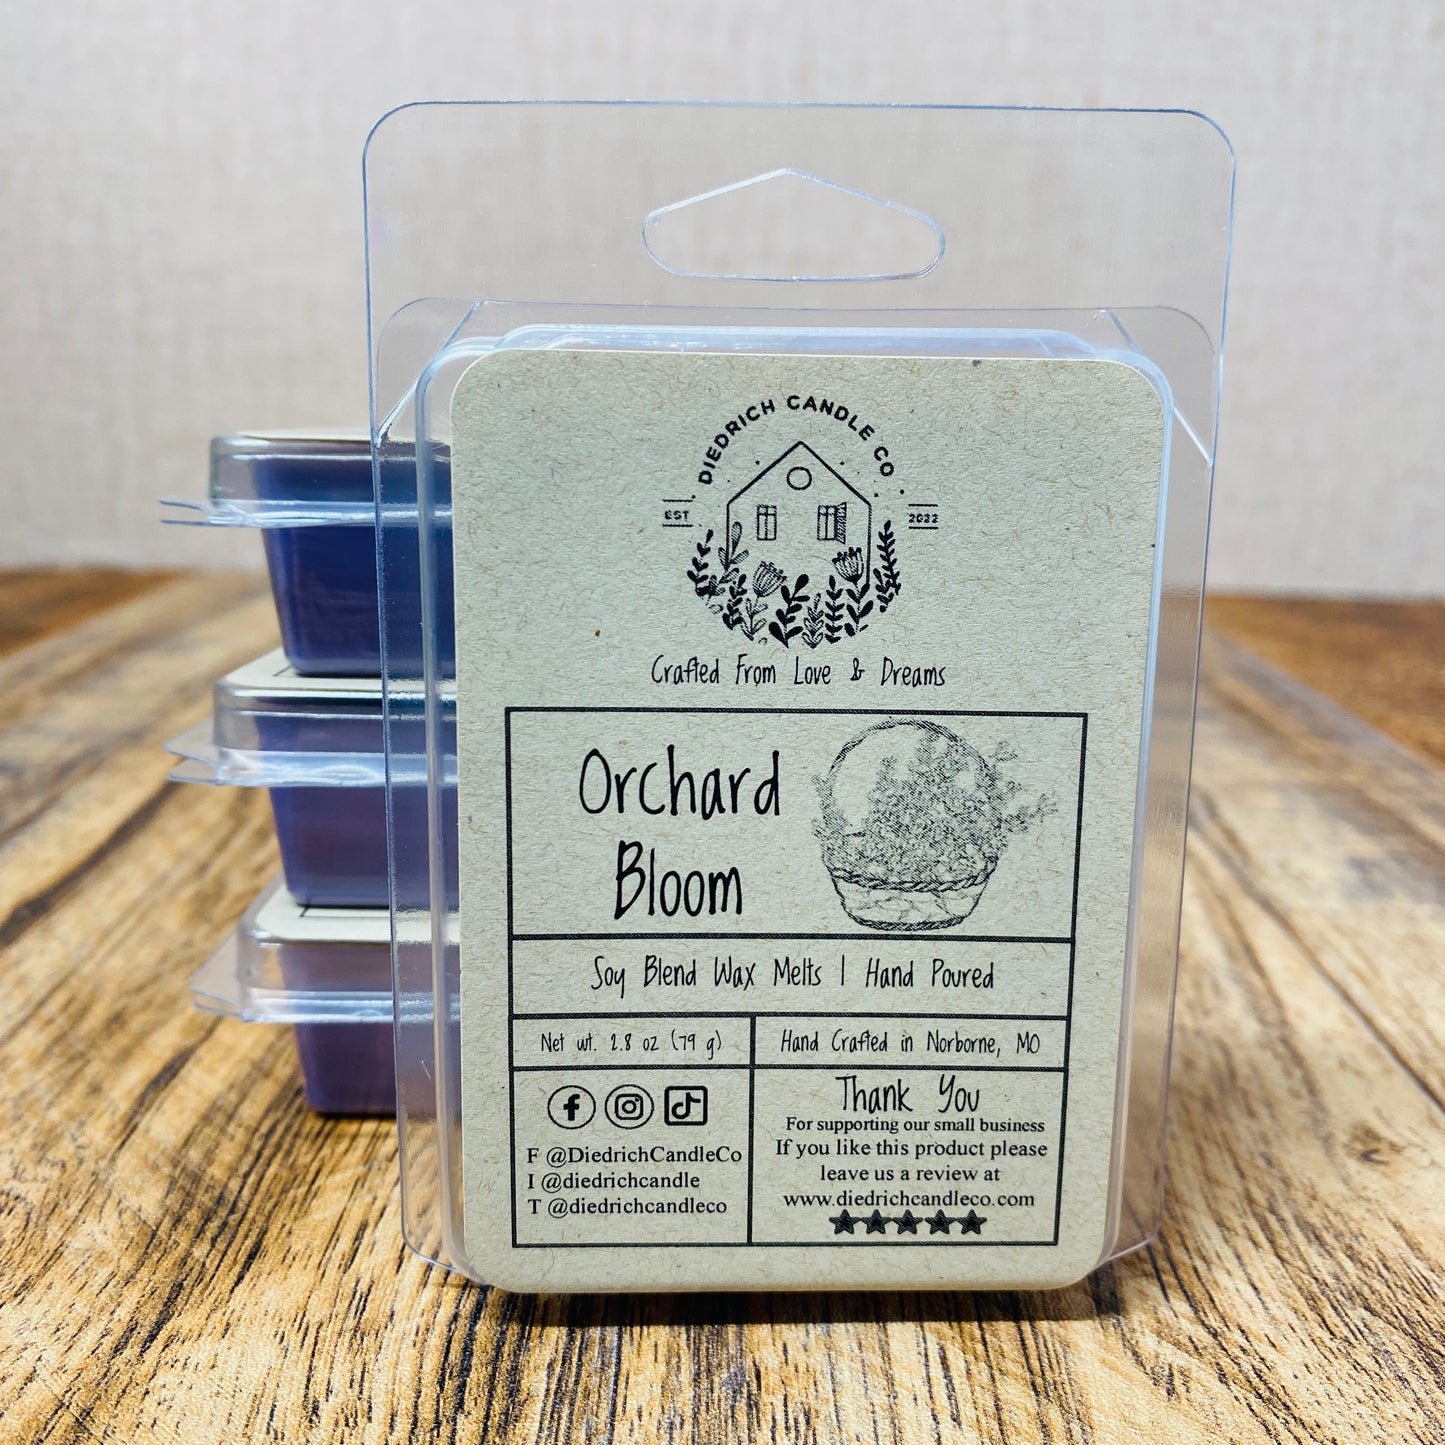 DIEDRICH CANDLE CO
EST 2022
Crafted From Love & Dreams
Orchard
Bloom
Soy Blend Wax Melts | Hand Poured
Net wt. 2.8 oz (79 g)
Hand Crafted in Norborne, MO
F @DiedrichCandleCo
I @diedrichcandle
T @diedrichcandleco
Thank You
For supporting our small business
If you like this product please
leave us a review at
www.diedrichcandleco.com